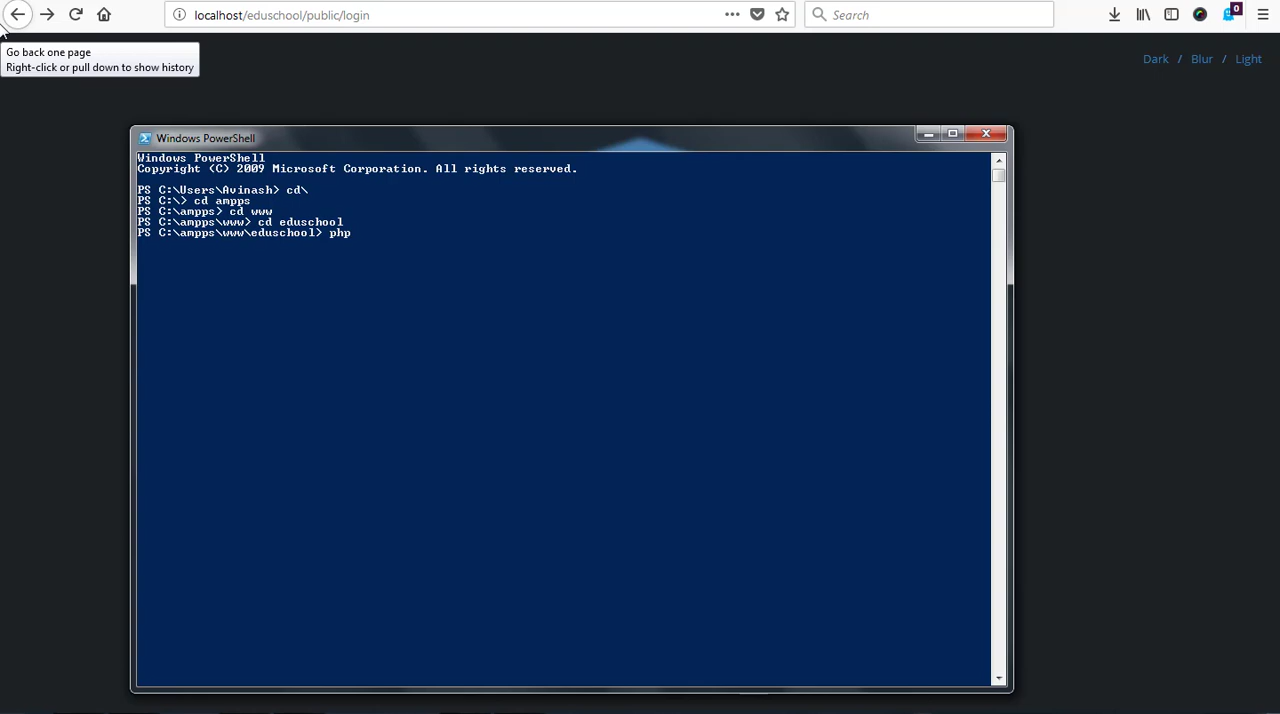 localhost/eduschool/public/login
Search
0
Go back one page
Right-click or pull down to show history
Dark / Blur / Light
Windows PowerShell
Windows PowerShell
Copyright (C) 2009 Microsoft Corporation. All rights reserved.
PS C:\Users\Avinash> cd\
PS C:\> cd ampps
PS C:\ampps> cd www
PS C:\ampps\www> cd eduschool
PS C:\ampps\www\eduschool> php